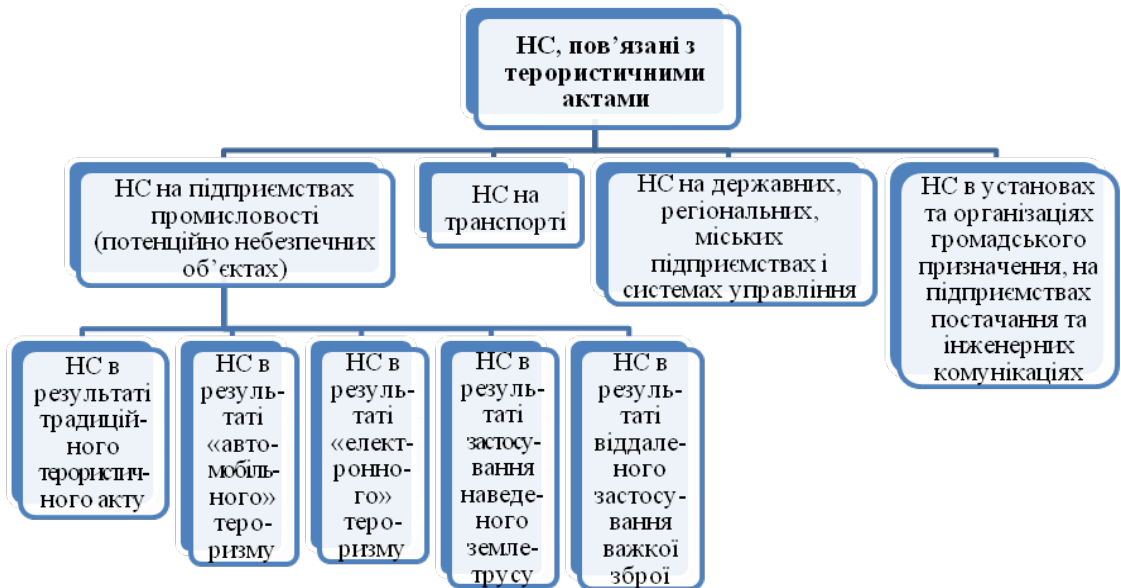 НС, пов’язані з
терористичними
актами
НС на підприємствах
промисловості
(потенційно небезпечних
об’єктах)
НС на
транспорті
НС на державних,
регіональних,
міських
підприємствах і
системах управління
НС в установах
та організаціях
громадського
призначення, на
підприємствах
постачання та
інженерних
комунікаціях
НС в
результаті
традицій-
ного
терористич-
ного акту
НС в
резуль-
таті
«авто-
мобіль-
ного»
теро-
ризму
НС в
резуль-
таті
«елект-
ронно-
го»
теро-
ризму
НС в
резуль-
таті
застосу-
вання
наведе-
ного
земле-
трусу
НС в
резуль-
таті
віддале-
ного
застосу-
вання
важкої
зброї